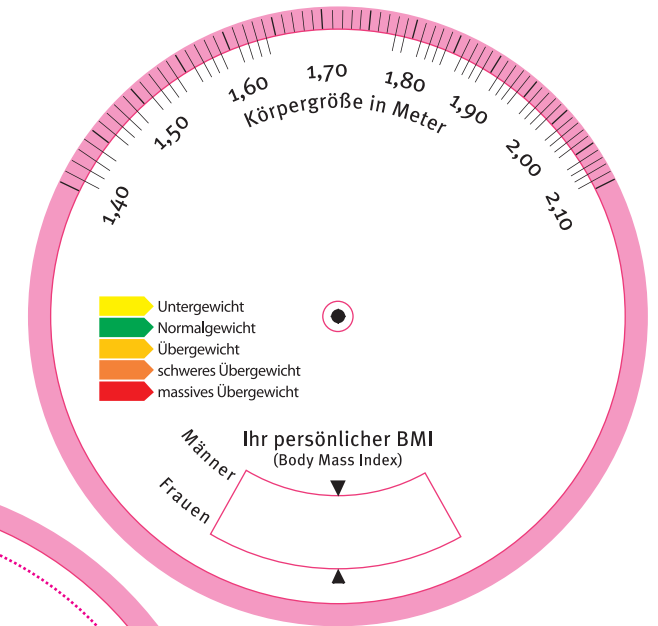 1,40
1,50
1,60
1,70
1,80
1,90
2,00
2,10
Körpergröße in Meter
Untergewicht
Normalgewicht
Übergewicht
schweres Übergewicht
massives Übergewicht
Ihr persönlicher BMI
(Body Mass Index)
Männer
Frauen